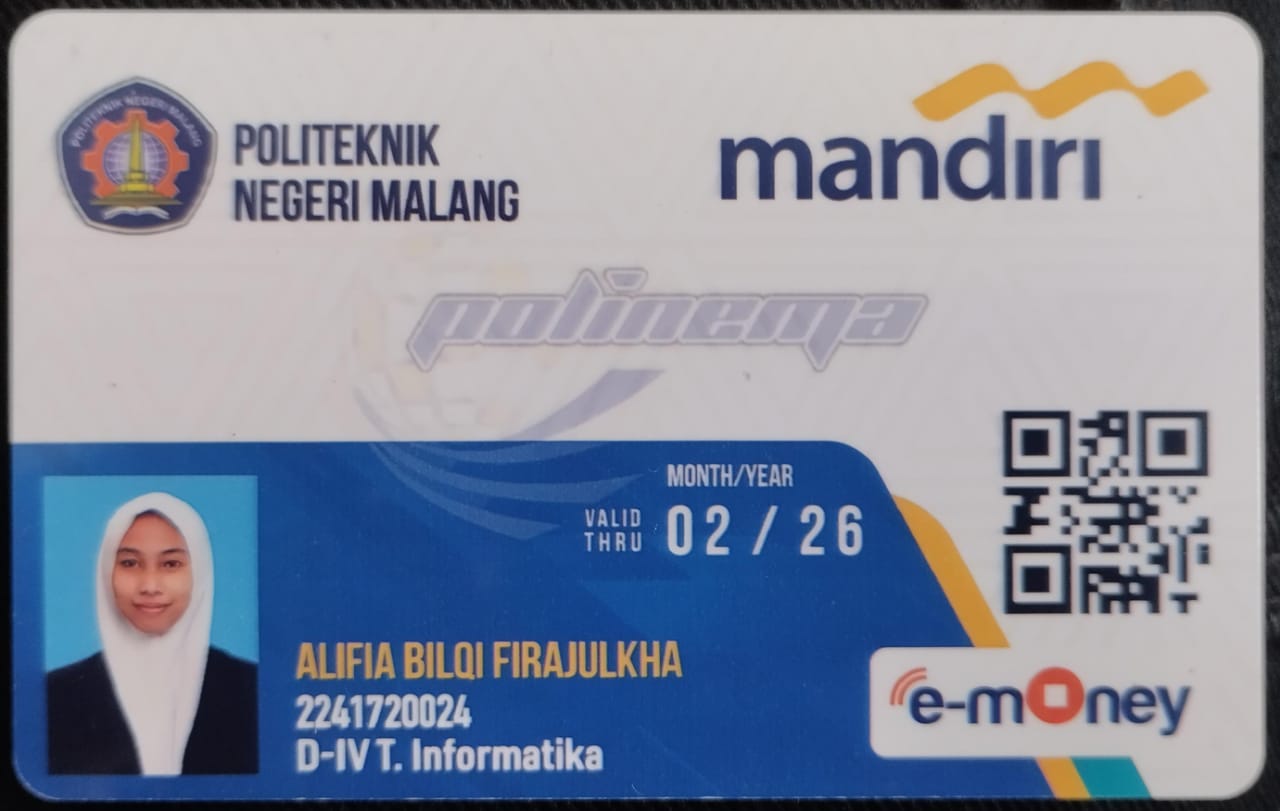 POLITEKNIK NEGERI MALANG
POLITEKNIK
NEGERI MALANG
mandiri
polinema
MONTH/YEAR
VALID
THRU
02 / 26
ALIFIA BILQI FIRAJULKHA
2241720024
D-IV T. Informatika
e-money